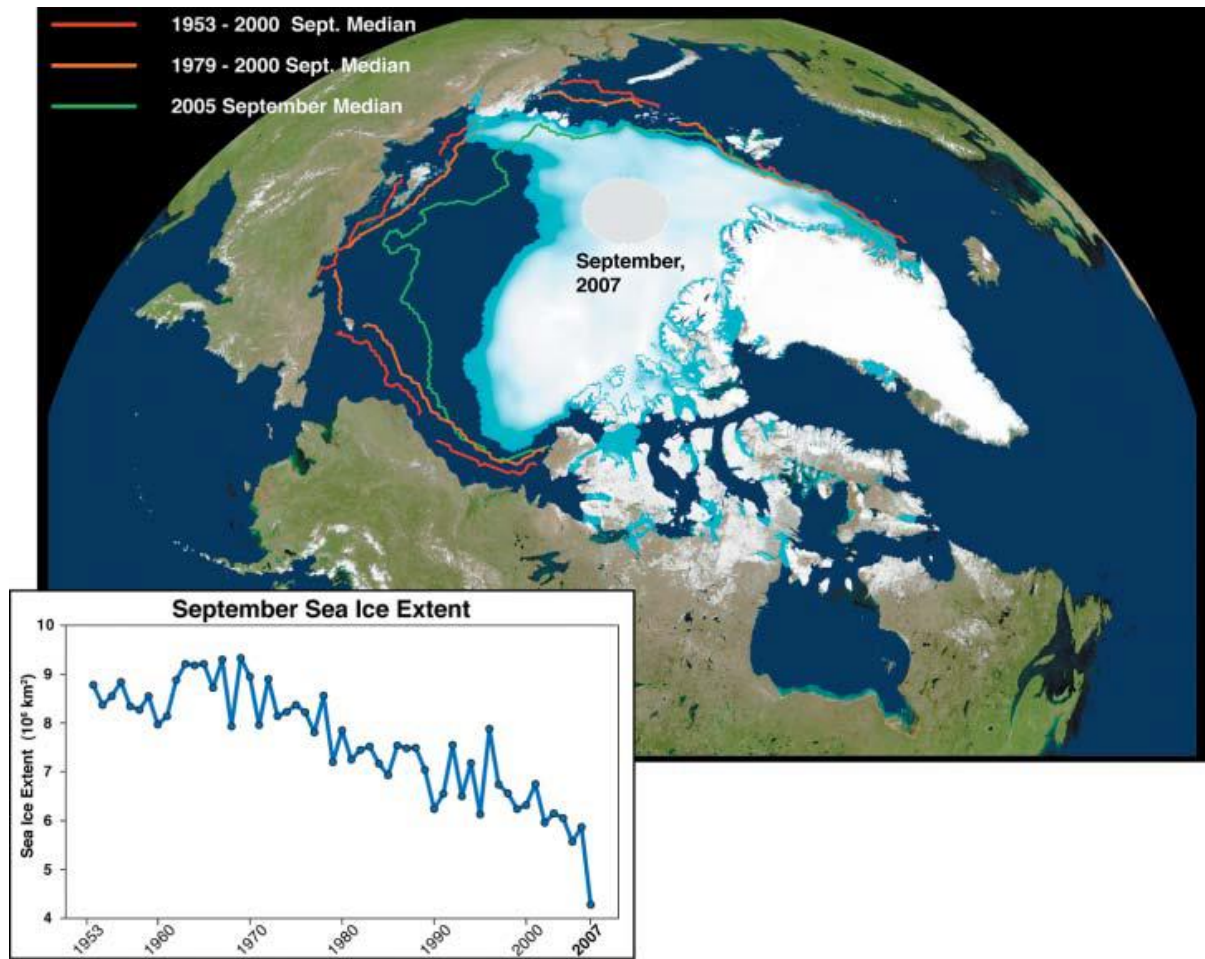 1953 - 2000 Sept. Median
1979 - 2000 Sept. Median
2005 September Median
September,
2007
September Sea Ice Extent
Sea Ice Extent (10⁶ km²)
10
9
8
7
6
5
4
1953
1960
1970
1980
1990
2000
2007